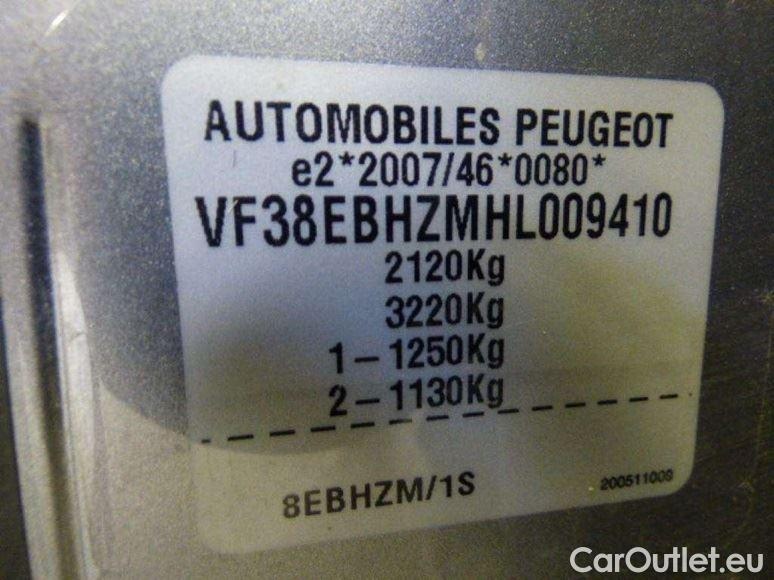 AUTOMOBILES PEUGEOT
e2*2007/46*0080*
VF38EBHZMHL009410
2120Kg
3220Kg
1-1250Kg
2-1130Kg
8EBHZM/1S
200511009
CarOutlet.eu